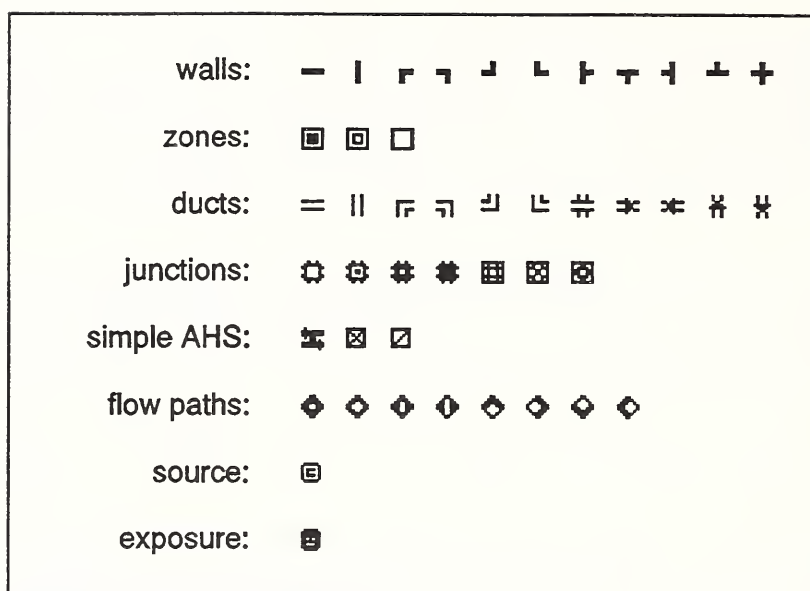 walls:
zones:
ducts:
junctions:
simple AHS:
flow paths:
source:
exposure: